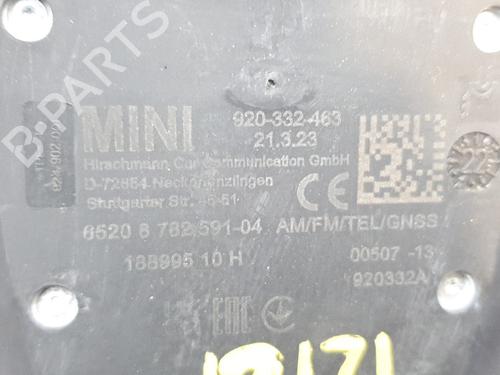 B-PARTS
MINI
920-332-463
21.3.23
Hirschmann Car Communication GmbH
D-72654 Neckartenzlingen
Stuttgarter Str. 45-51
CE
6520 8 782 591-04 AM/FM/TEL/GNSS
188995 10 H
00507 -13
920332A
EAC